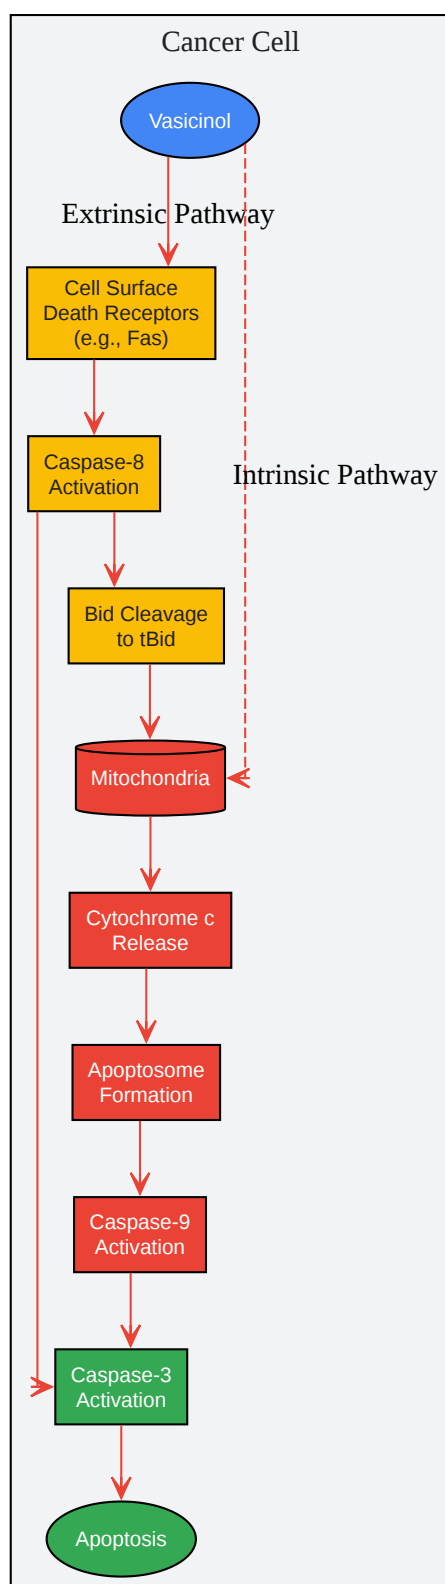 Cancer Cell
Vasicinol
Extrinsic Pathway
Cell Surface
Death Receptors
(e.g., Fas)
Caspase-8
Activation
Intrinsic Pathway
Bid Cleavage
to tBid
Mitochondria
Cytochrome c
Release
Apoptosome
Formation
Caspase-9
Activation
Caspase-3
Activation
Apoptosis